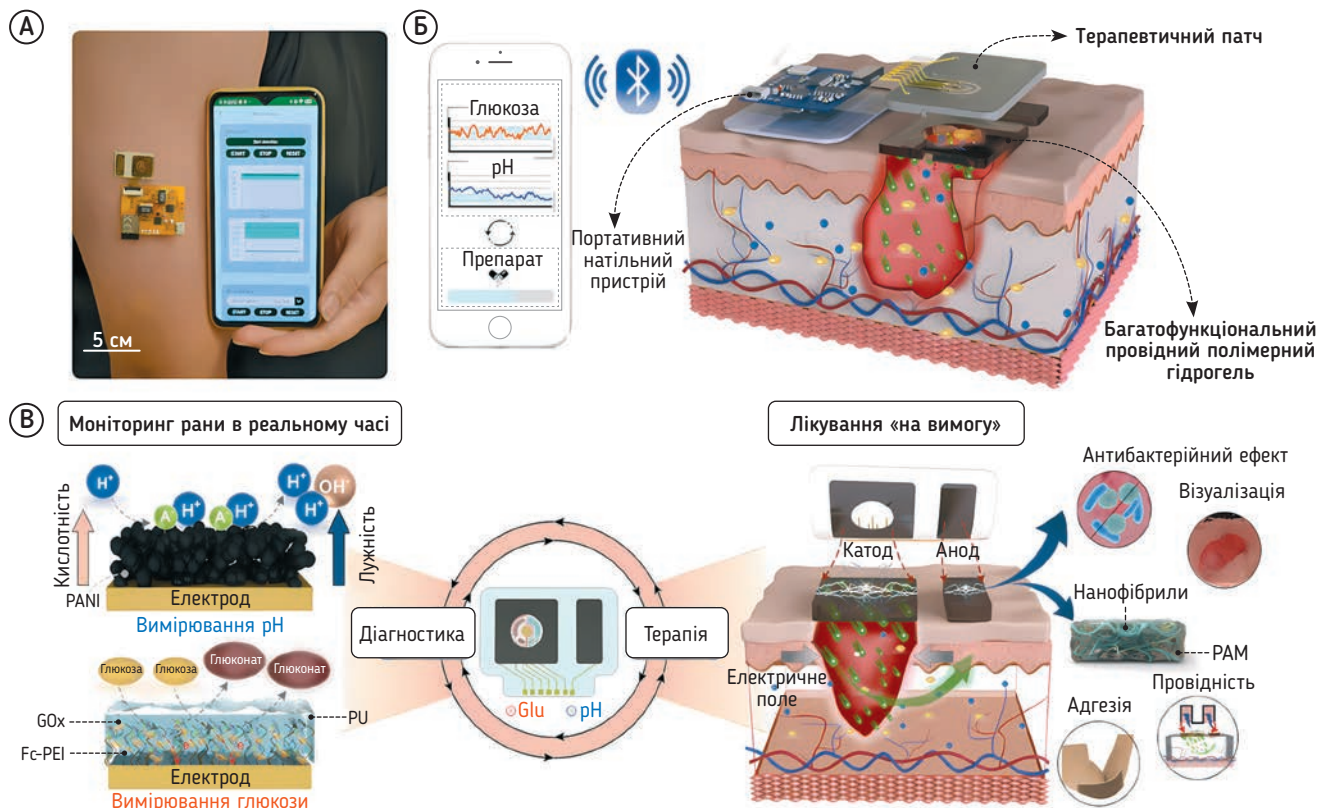 А
START STOP RESET
START STOP RESET
5 см
Б
Глюкоза
pH
Препарат
Портативний
натільний
пристрій
Терапевтичний патч
Багатофункціональний
провідний полімерний
гідрогель
В
Моніторинг рани в реальному часі
Кислотність
H⁺
A⁻
H⁺
A⁻
H⁺
H⁺
H⁺
OH⁻
Лужність
PANI
Електрод
Вимірювання pH
Глюкоза
Глюкоза
Глюконат
Глюконат
GOx
PU
Fc-PEI
Електрод
Вимірювання глюкози
Діагностика
Терапія
Glu
pH
Лікування «на вимогу»
Катод
Анод
Електричне
поле
Антибактерійний ефект
Візуалізація
Нанофібрили
PAM
Провідність
Адгезія